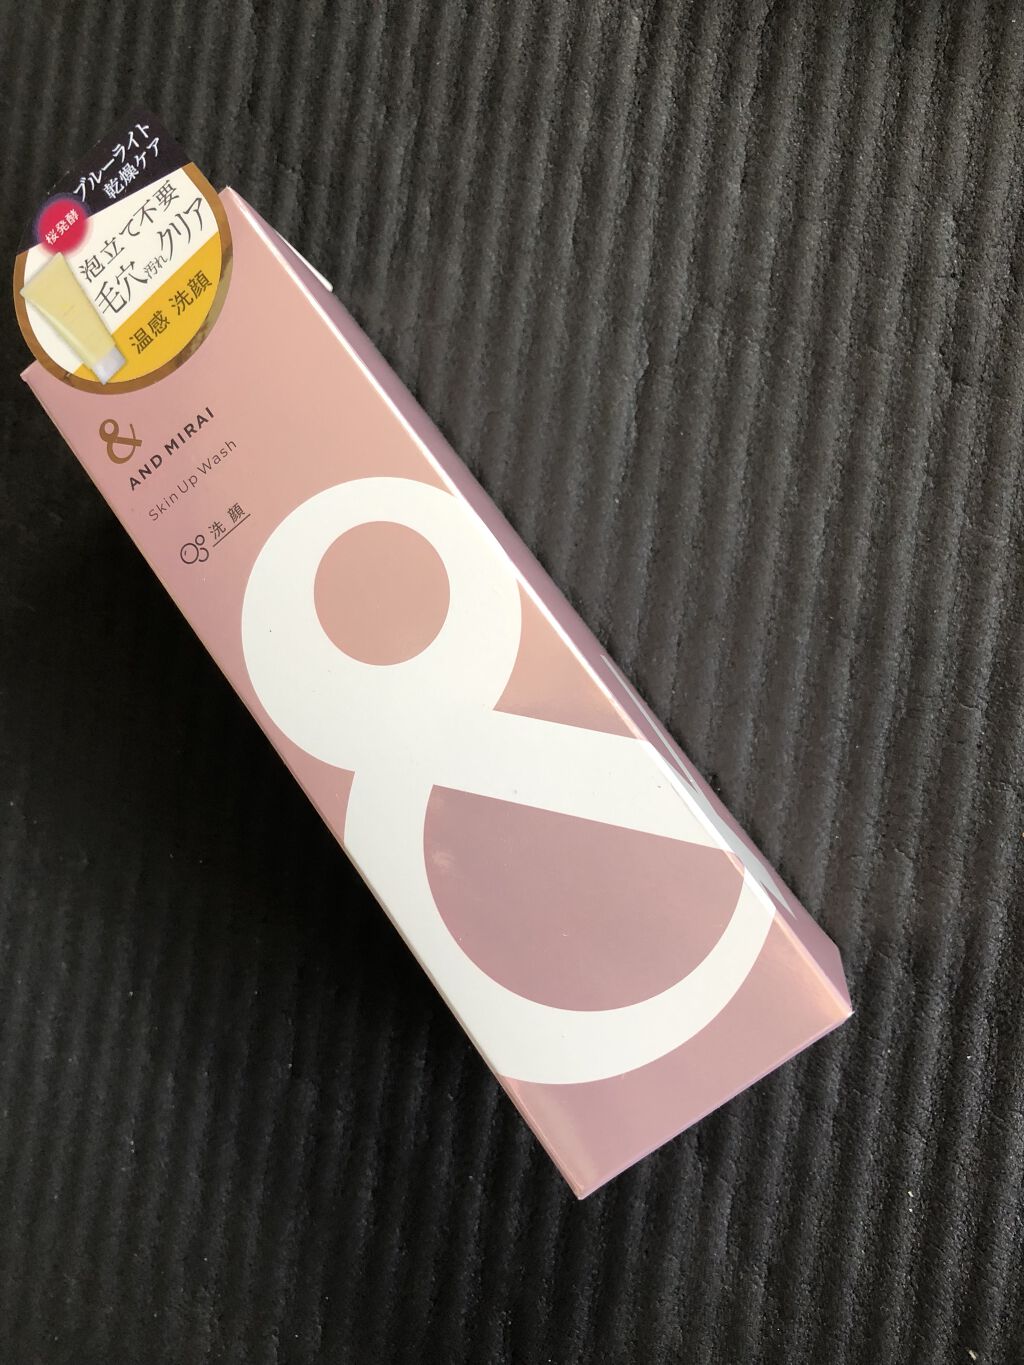 ブルーライト
乾燥ケア
桜発酵
泡立て不要
毛穴汚れクリア
温感 洗顔
&
AND MIRAI
Skin Up Wash
洗顔
&